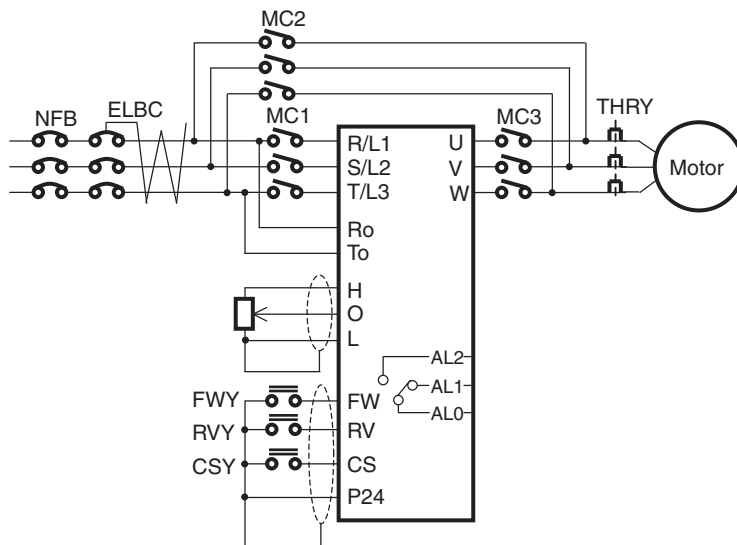 MC2
NFB ELBC MC1 MC3 THRY
R/L1 U
S/L2 V Motor
T/L3 W
Ro
To
H
O
L
AL2
AL1
AL0
FWY FW
RVY RV
CSY CS
P24